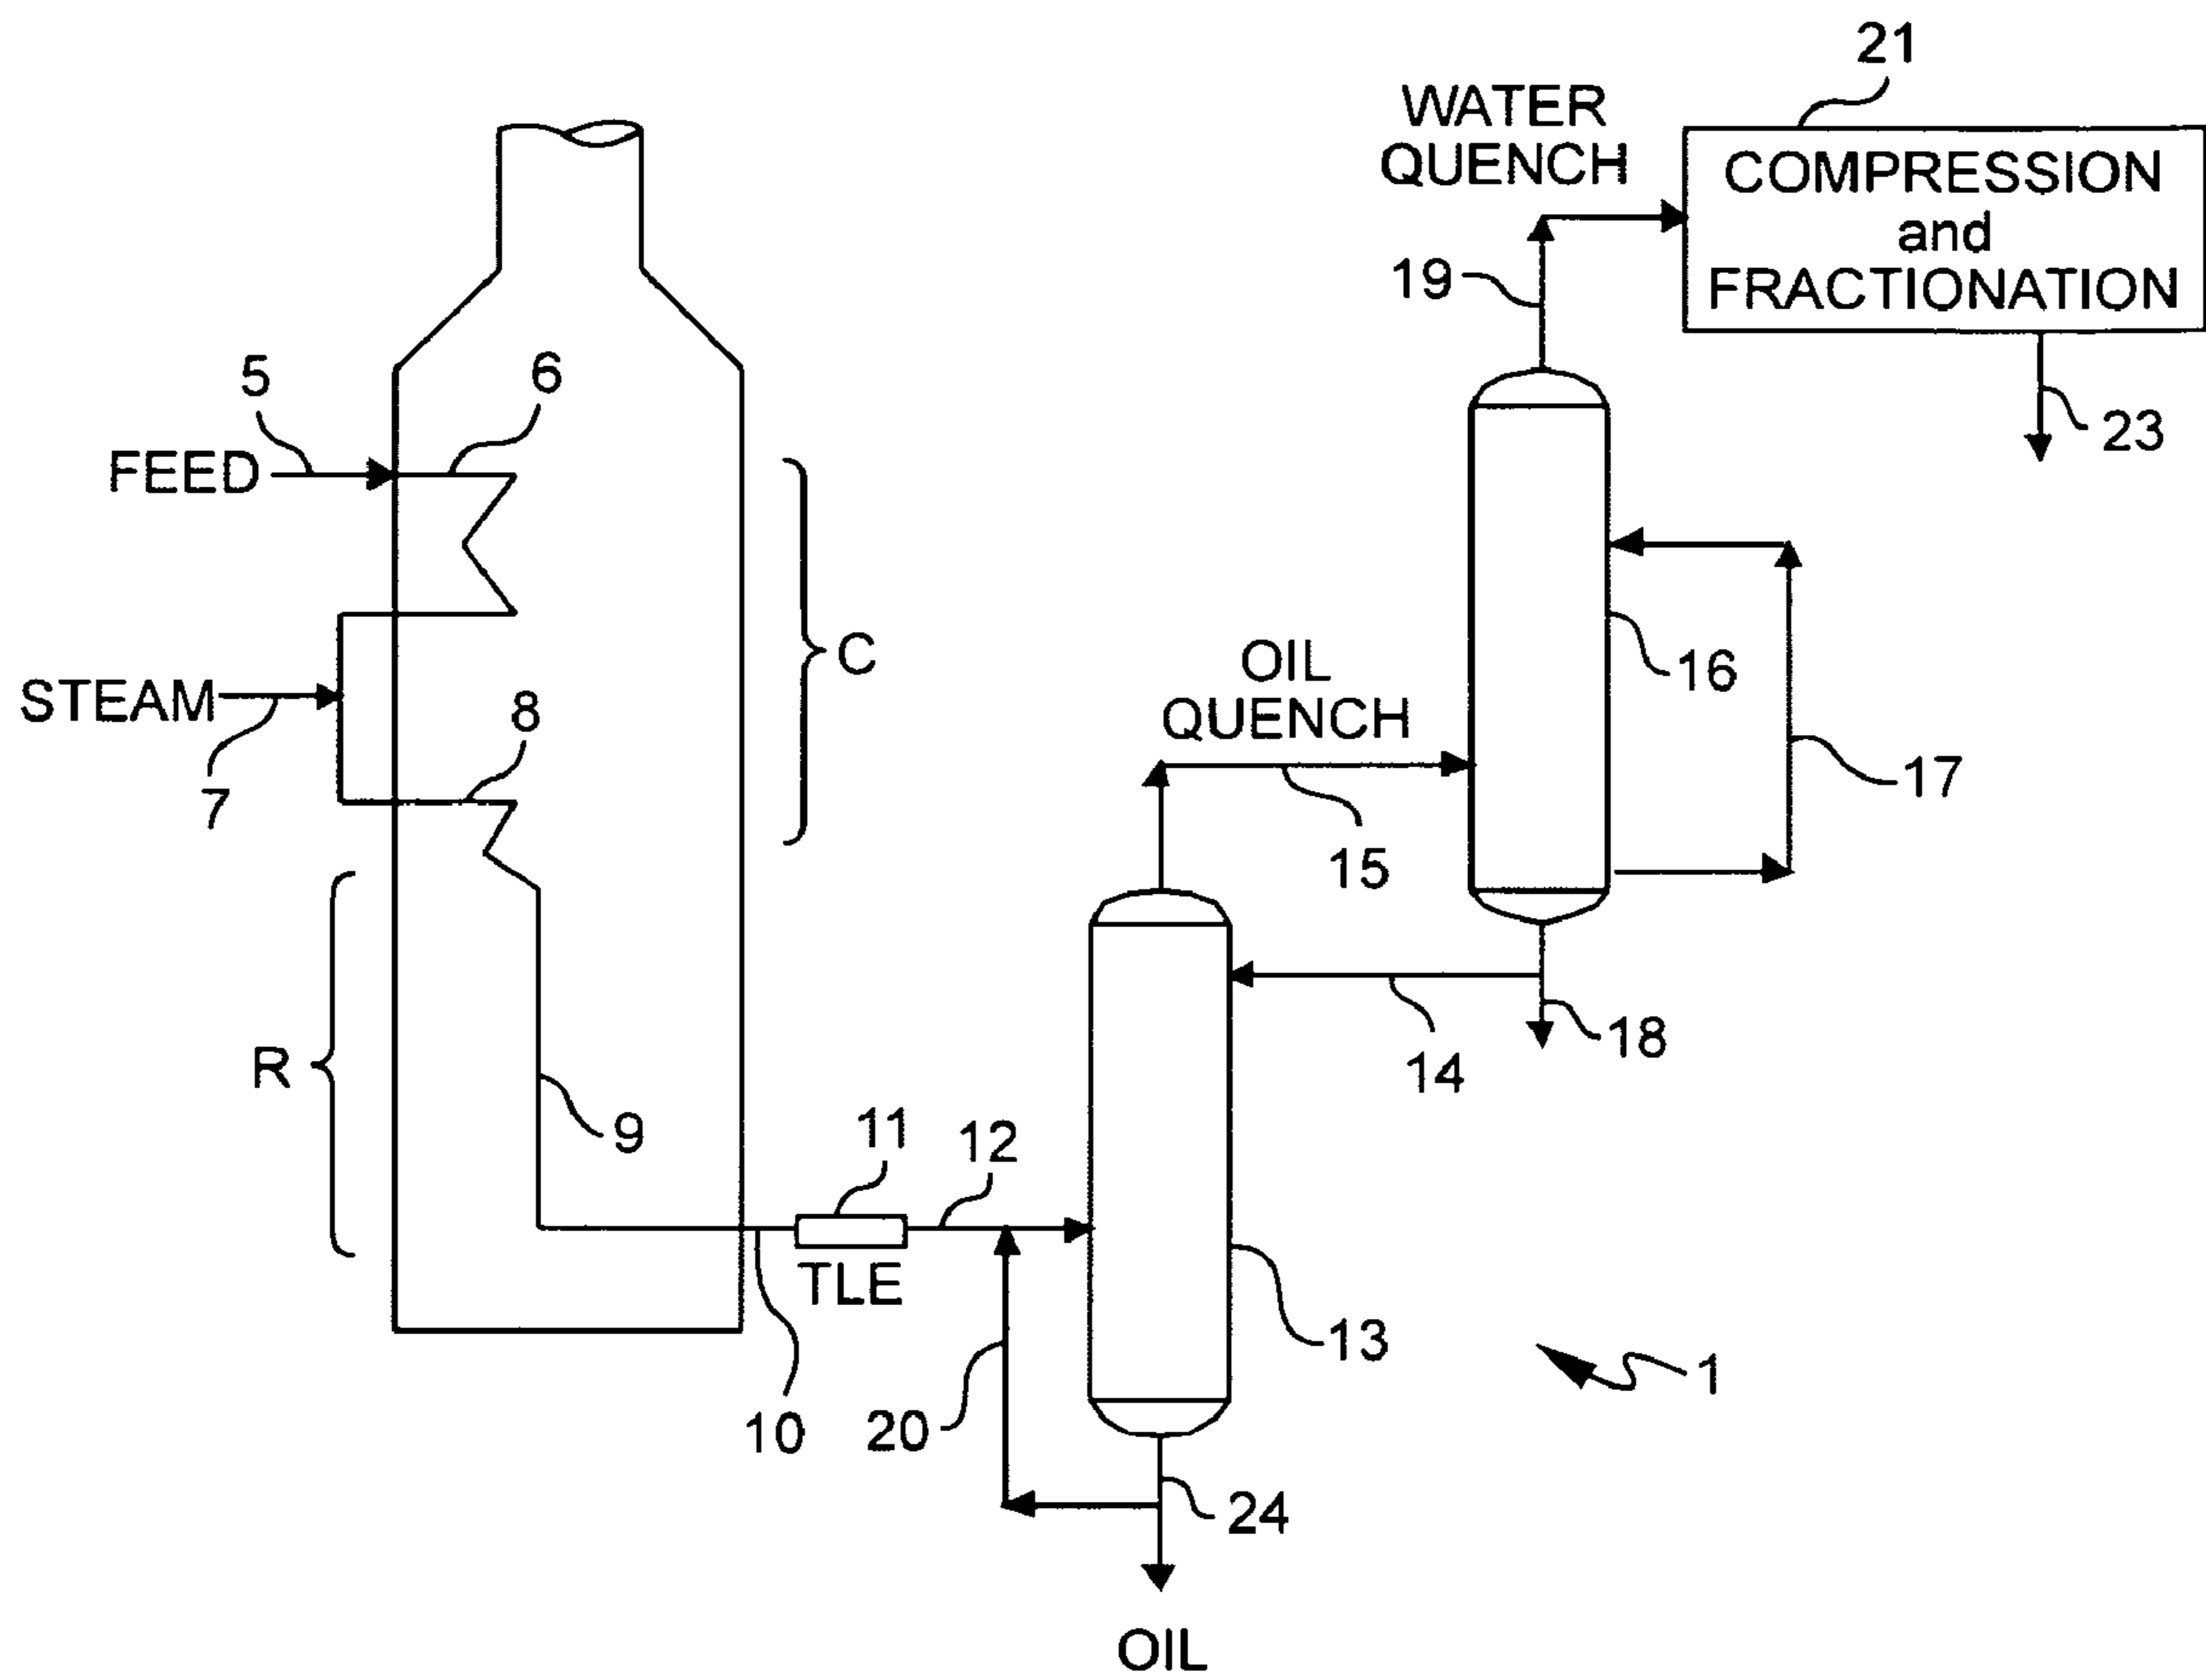 21
WATER
QUENCH
COMPRESSION
and
FRACTIONATION
19
5
6
23
FEED
C
16
OIL
QUENCH
STEAM
8
7
17
15
R
18
14
9
11
12
TLE
13
1
10
20
24
OIL